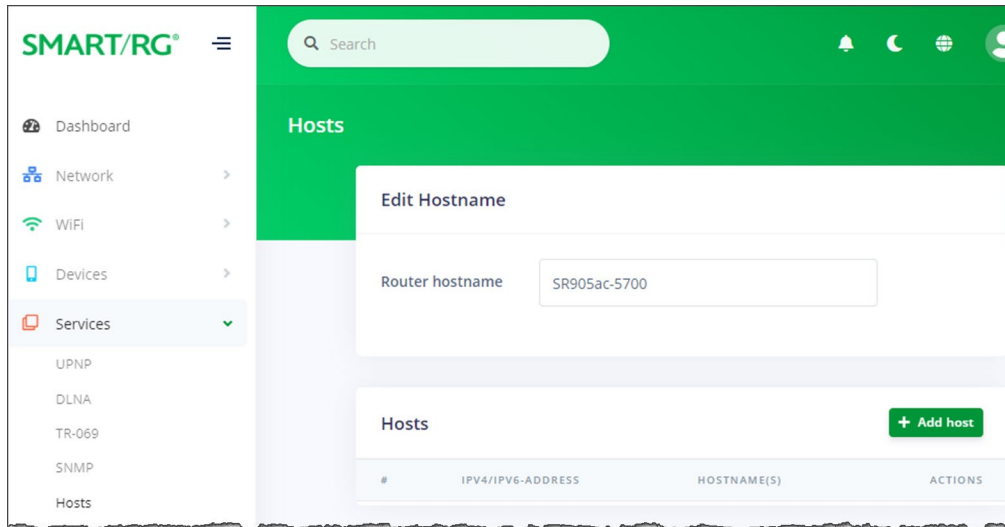 SMART/RG®
Search
Dashboard
Network
WiFi
Devices
Services
UPNP
DLNA
TR-069
SNMP
Hosts
Hosts
Edit Hostname
Router hostname SR905ac-5700
Hosts + Add host
# IPV4/IPV6-ADDRESS HOSTNAME(S) ACTIONS